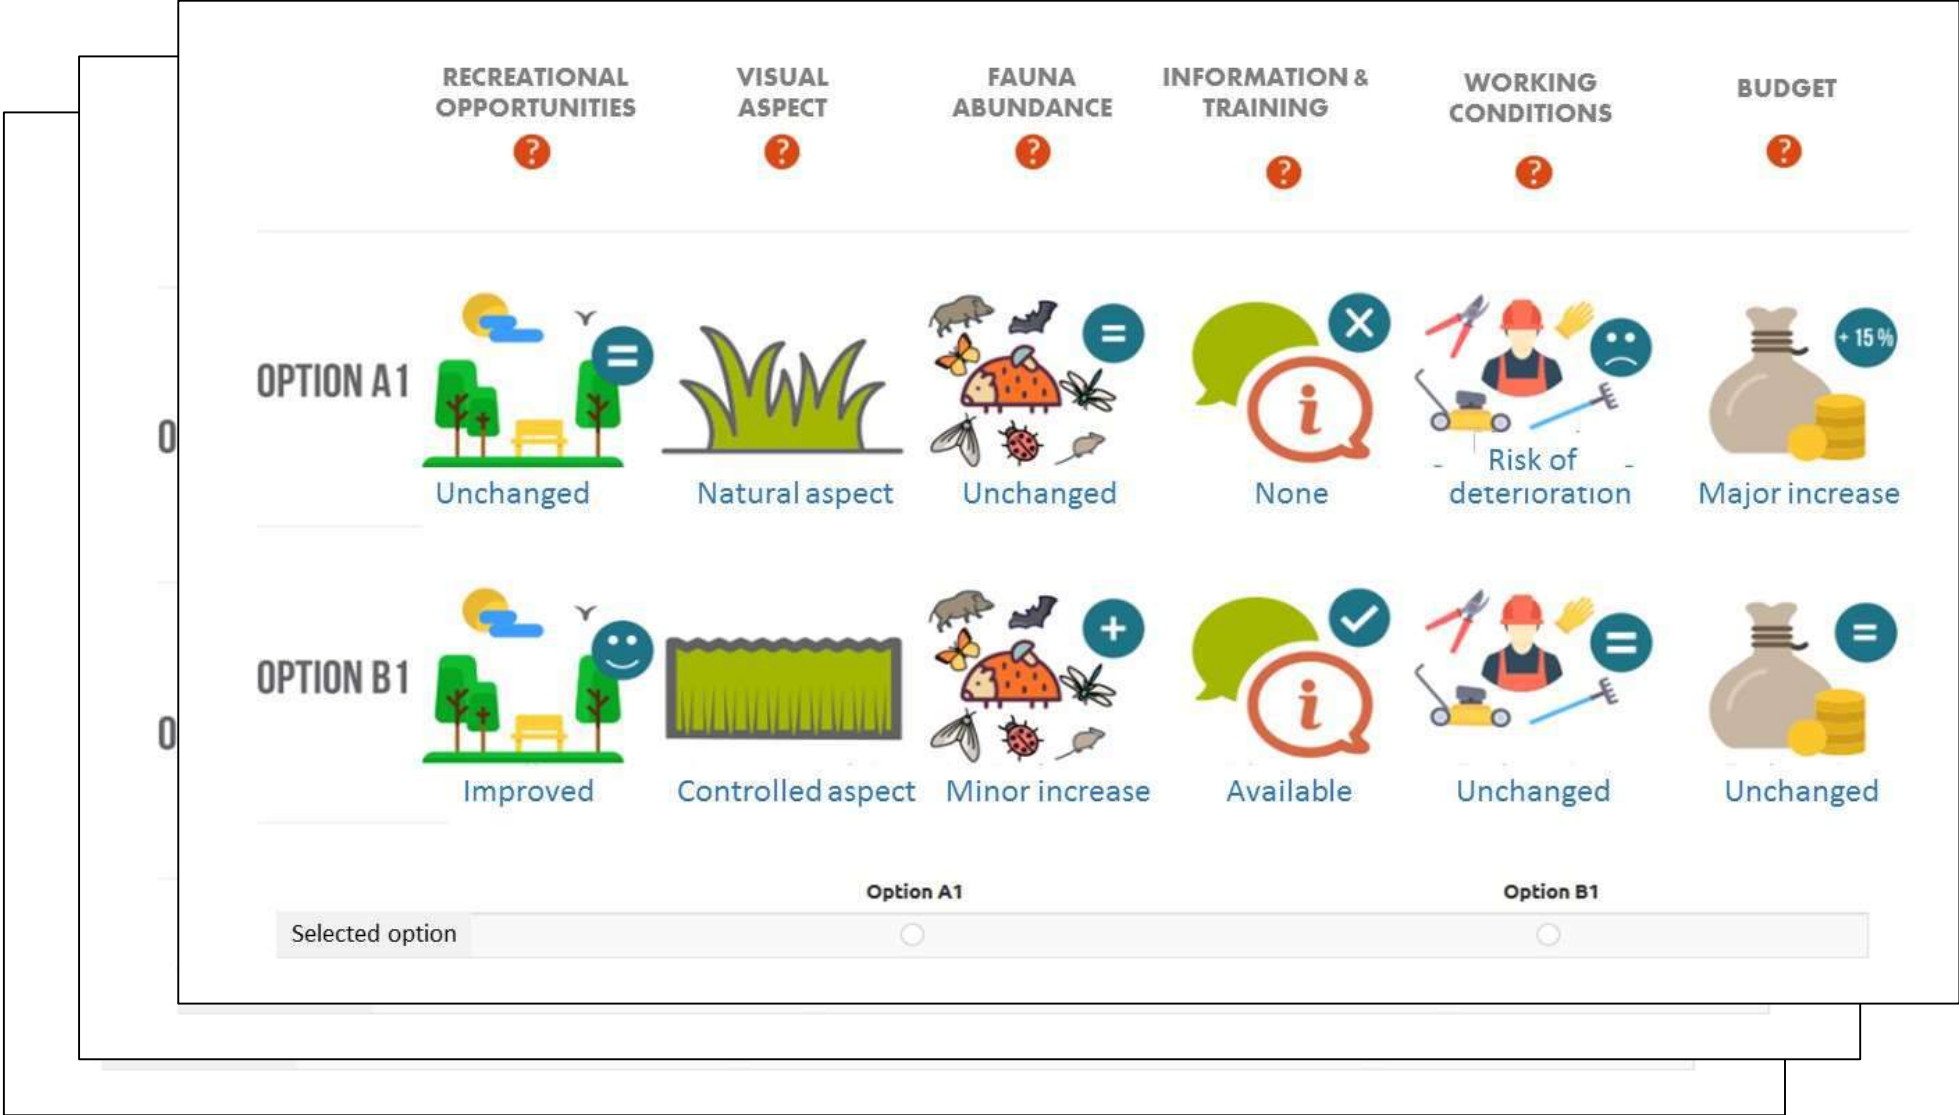 RECREATIONAL
OPPORTUNITIES
?
VISUAL
ASPECT
?
FAUNA
ABUNDANCE
?
INFORMATION &
TRAINING
?
WORKING
CONDITIONS
?
BUDGET
?
OPTION A1
=
=
i
+ 15 %
Unchanged
Natural aspect
Unchanged
None
Risk of
deterioration
Major increase
OPTION B1
+
i
=
=
Improved
Controlled aspect
Minor increase
Available
Unchanged
Unchanged
Option A1
Option B1
Selected option
O
O